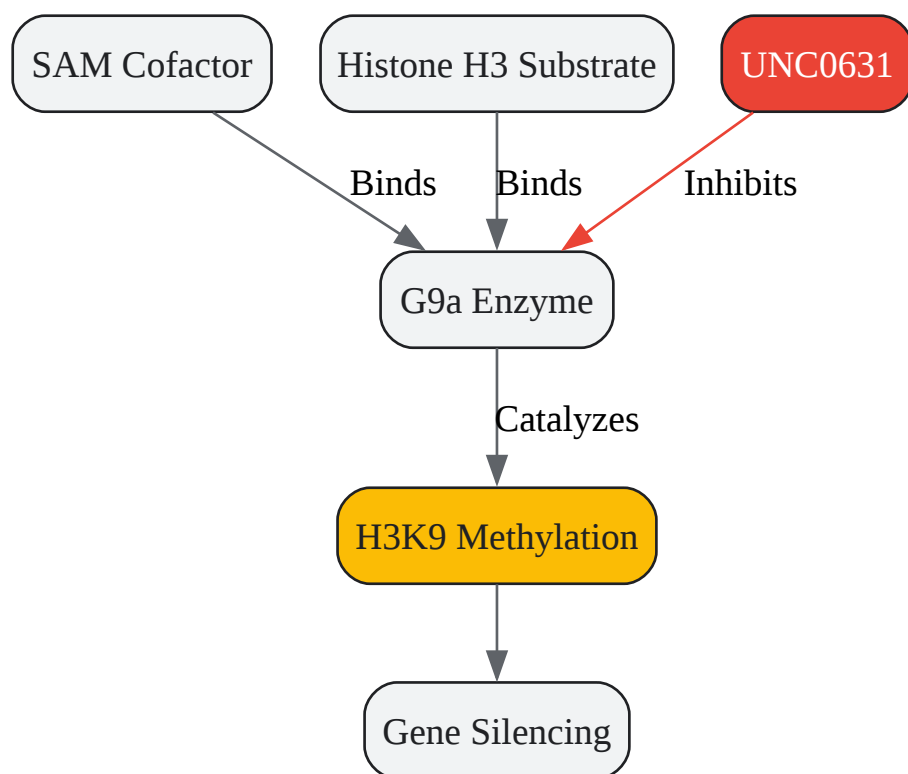 SAM Cofactor
Histone H3 Substrate
UNC0631
Binds
Binds
Inhibits
G9a Enzyme
Catalyzes
H3K9 Methylation
Gene Silencing